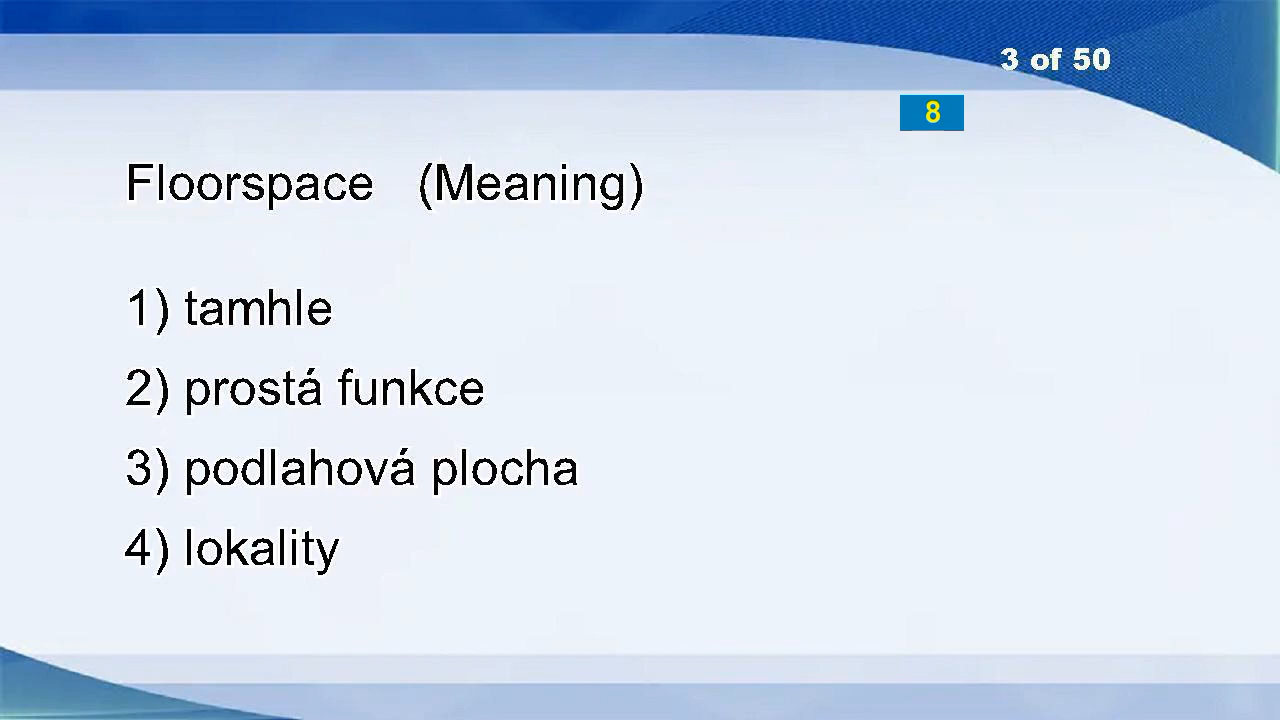 3 of 50
8
Floorspace (Meaning)
1) tamhle
2) prostá funkce
3) podlahová plocha
4) lokality